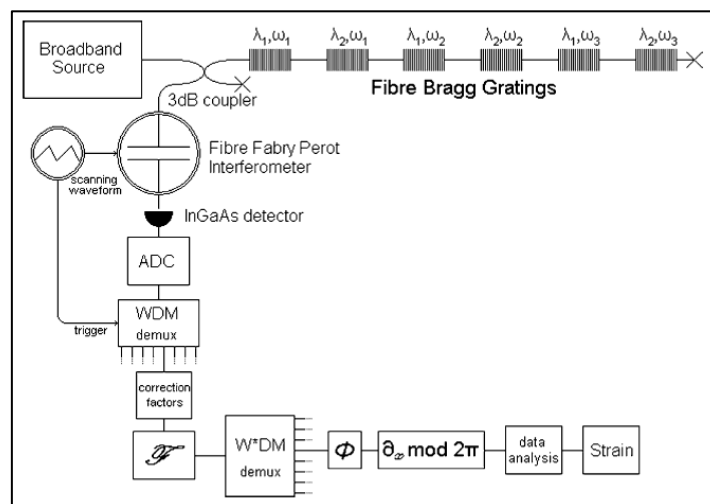 Broadband
Source
λ1,ω1 λ2,ω1 λ1,ω2 λ2,ω2 λ1,ω3 λ2,ω3
3dB coupler
Fibre Bragg Gratings
Fibre Fabry Perot
Interferometer
scanning
waveform
InGaAs detector
ADC
WDM
demux
trigger
correction
factors
ℱ
W*DM
demux
Φ
∂x mod 2π
data
analysis
Strain